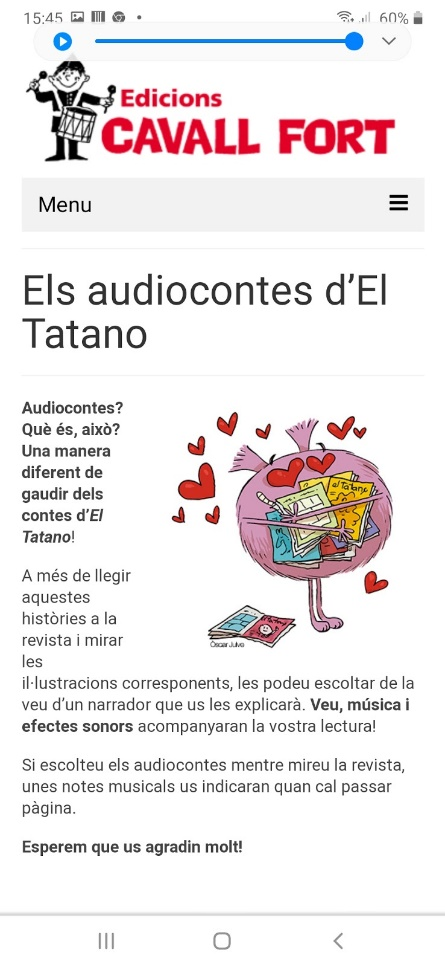 15:45
60%
Edicions
CAVALL FORT
Menu
Els audiocontes d'El
Tatano
Audiocontes?
Què és, això?
Una manera
diferent de
gaudir dels
contes d'El
Tatano!
el Tatano
Òscar Julve
A més de llegir
aquestes
històries a la
revista i mirar
les
il·lustracions corresponents, les podeu escoltar de la
veu d'un narrador que us les explicarà. Veu, música i
efectes sonors acompanyaran la vostra lectura!
Si escolteu els audiocontes mentre mireu la revista,
unes notes musicals us indicaran quan cal passar
pàgina.
Esperem que us agradin molt!